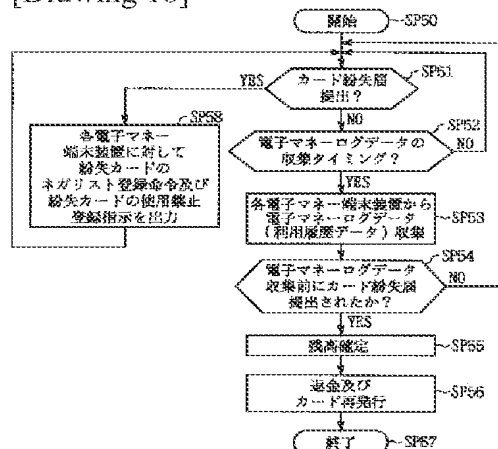 開始
SP50
カード紛失届
提出?
SP51
YES
NO
SP58
各電子マネー
端末装置に対して
紛失カードの
ネガリスト登録命令及び
紛失カードの使用禁止
登録指示を出力
電子マネーログデータの
収集タイミング?
SP52
NO
YES
各電子マネー端末装置から
電子マネーログデータ
(利用履歴データ)収集
SP53
電子マネーログデータ
収集前にカード紛失届
提出されたか?
SP54
NO
YES
残高確定
SP55
返金及び
カード再発行
SP56
終了
SP57